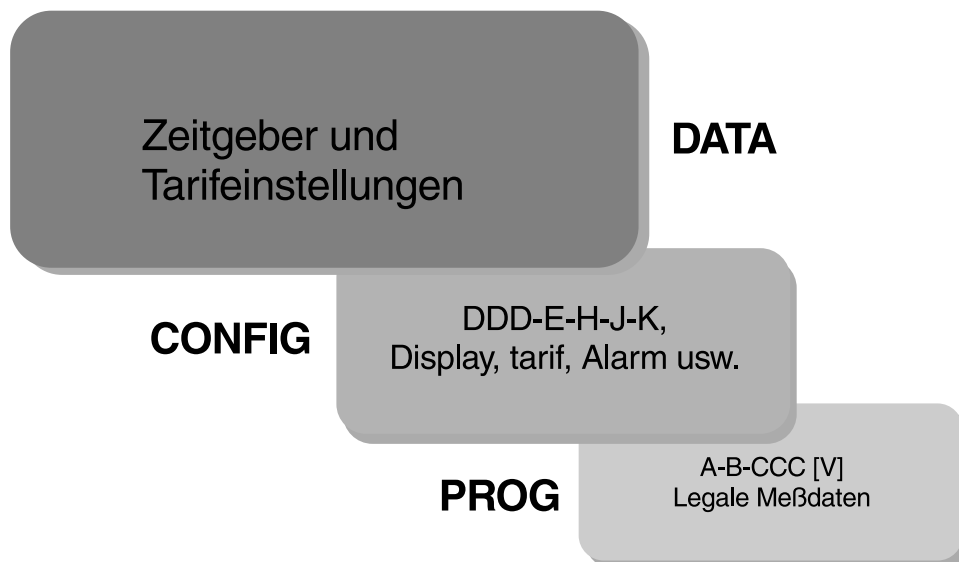 Zeitgeber und
Tarifeinstellungen
DATA
CONFIG
DDD-E-H-J-K,
Display, tarif, Alarm usw.
PROG
A-B-CCC [V]
Legale Meßdaten